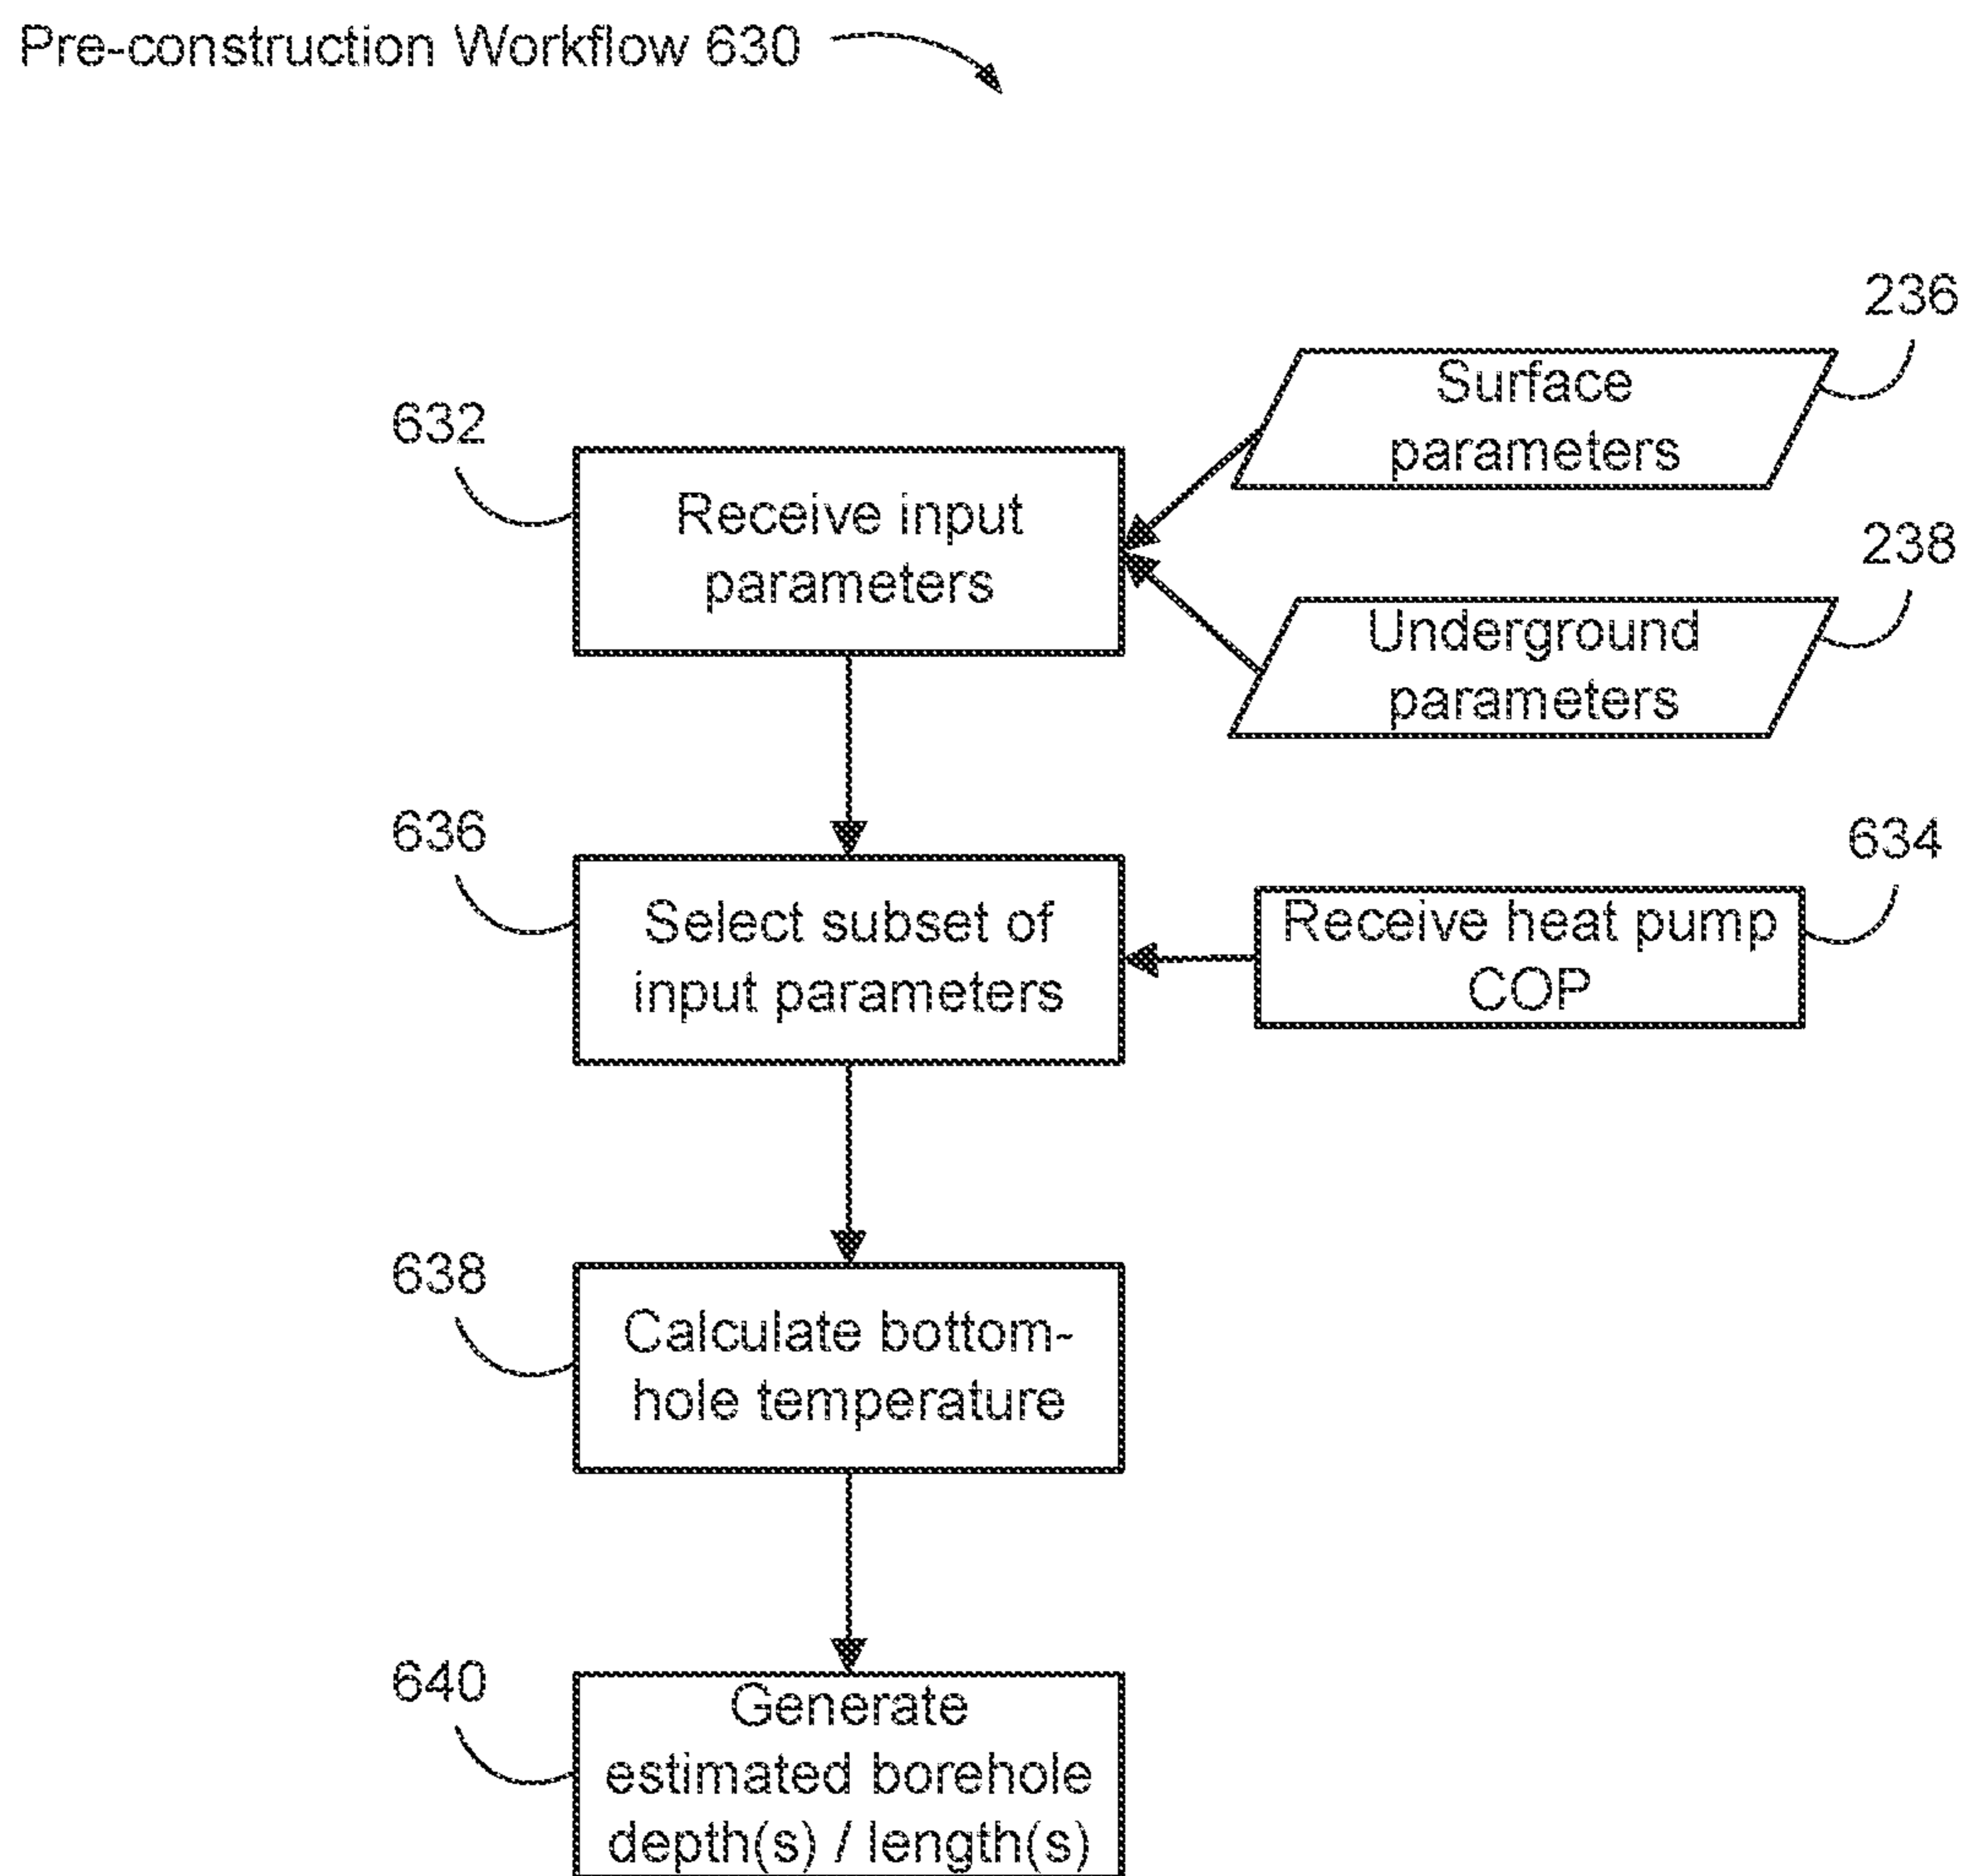 Pre-construction Workflow 630
236
Surface
parameters
632
Receive input
parameters
238
Underground
parameters
636
Select subset of
input parameters
634
Receive heat pump
COP
638
Calculate bottom-
hole temperature
640
Generate
estimated borehole
depth(s) / length(s)